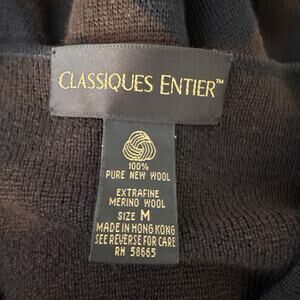 CLASSIQUES ENTIER™
100%
PURE NEW WOOL
EXTRAFINE
MERINO WOOL
SIZE M
MADE IN HONG KONG
SEE REVERSE FOR CARE
RN 58665